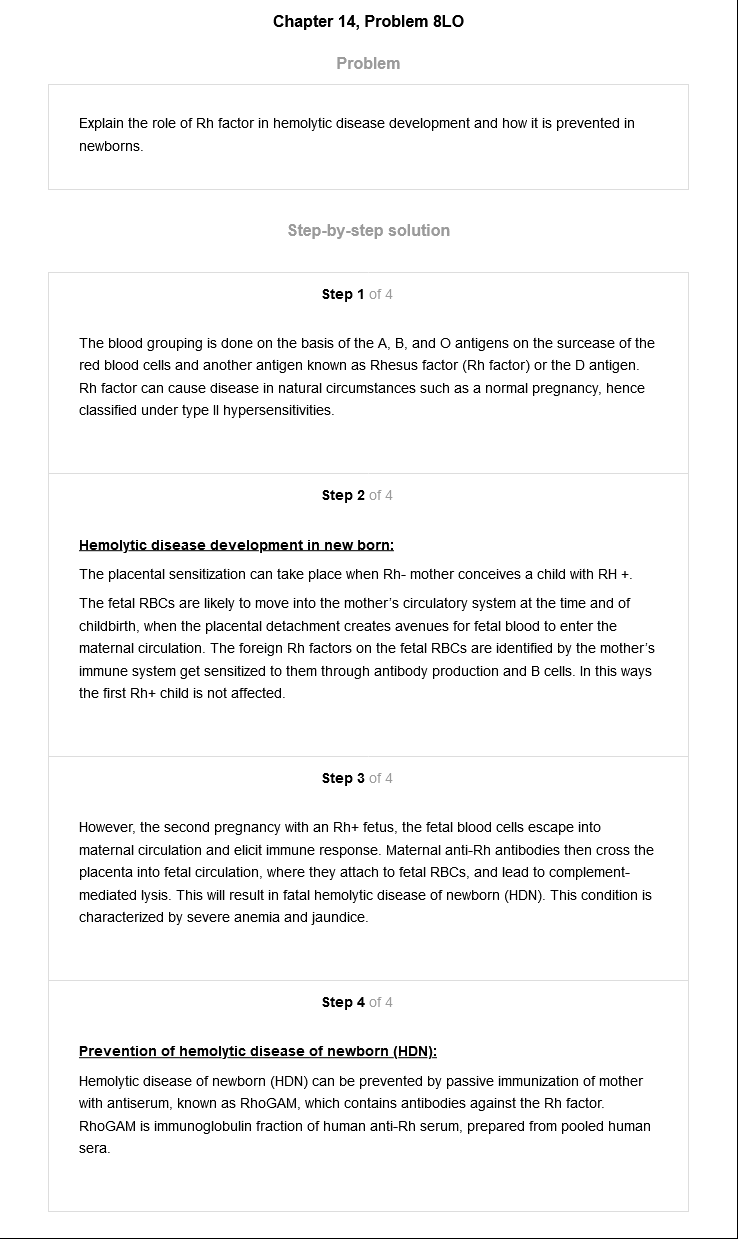 Chapter 14, Problem 8LO
Problem
Explain the role of Rh factor in hemolytic disease development and how it is prevented in
newborns.
Step-by-step solution
Step 1 of 4
The blood grouping is done on the basis of the A, B, and O antigens on the surcease of the
red blood cells and another antigen known as Rhesus factor (Rh factor) or the D antigen.
Rh factor can cause disease in natural circumstances such as a normal pregnancy, hence
classified under type II hypersensitivities.
Step 2 of 4
Hemolytic disease development in new born:
The placental sensitization can take place when Rh- mother conceives a child with RH +.
The fetal RBCs are likely to move into the mother's circulatory system at the time and of
childbirth, when the placental detachment creates avenues for fetal blood to enter the
maternal circulation. The foreign Rh factors on the fetal RBCs are identified by the mother's
immune system get sensitized to them through antibody production and B cells. In this ways
the first Rh+ child is not affected.
Step 3 of 4
However, the second pregnancy with an Rh+ fetus, the fetal blood cells escape into
maternal circulation and elicit immune response. Maternal anti-Rh antibodies then cross the
placenta into fetal circulation, where they attach to fetal RBCs, and lead to complement-
mediated lysis. This will result in fatal hemolytic disease of newborn (HDN). This condition is
characterized by severe anemia and jaundice.
Step 4 of 4
Prevention of hemolytic disease of newborn (HDN):
Hemolytic disease of newborn (HDN) can be prevented by passive immunization of mother
with antiserum, known as RhoGAM, which contains antibodies against the Rh factor.
RhoGAM is immunoglobulin fraction of human anti-Rh serum, prepared from pooled human
sera.